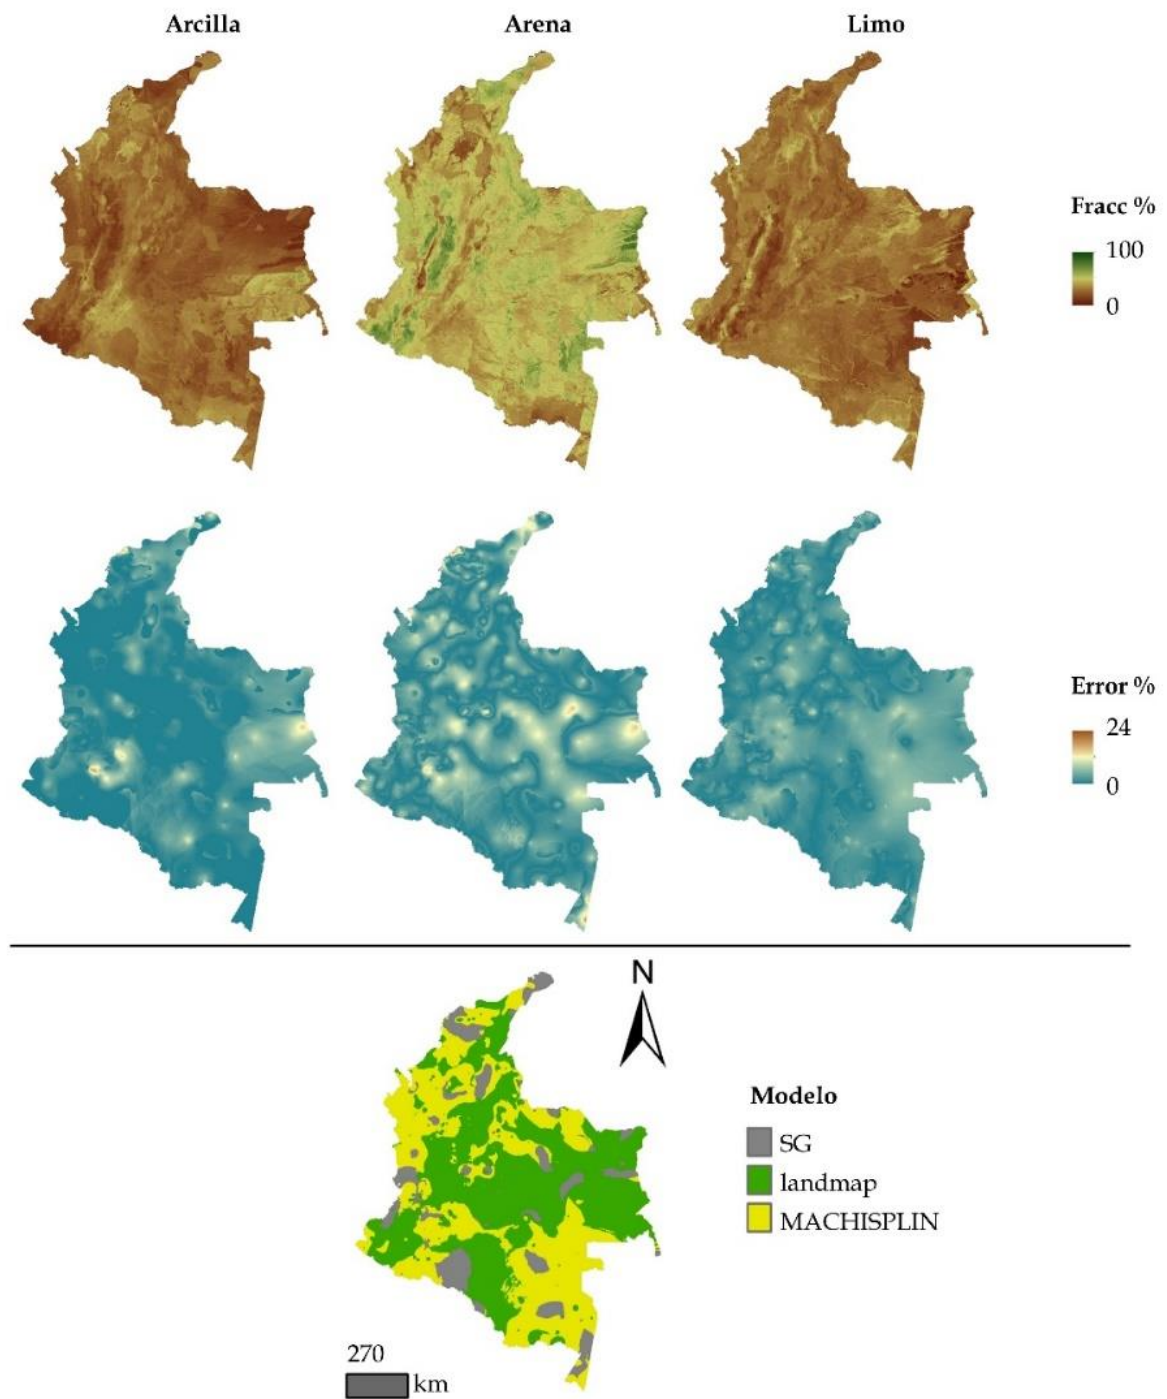 Arcilla
Arena
Limo
Fracc %
100
0
Error %
24
0
N
Modelo
SG
landmap
MACHISPLIN
270
km